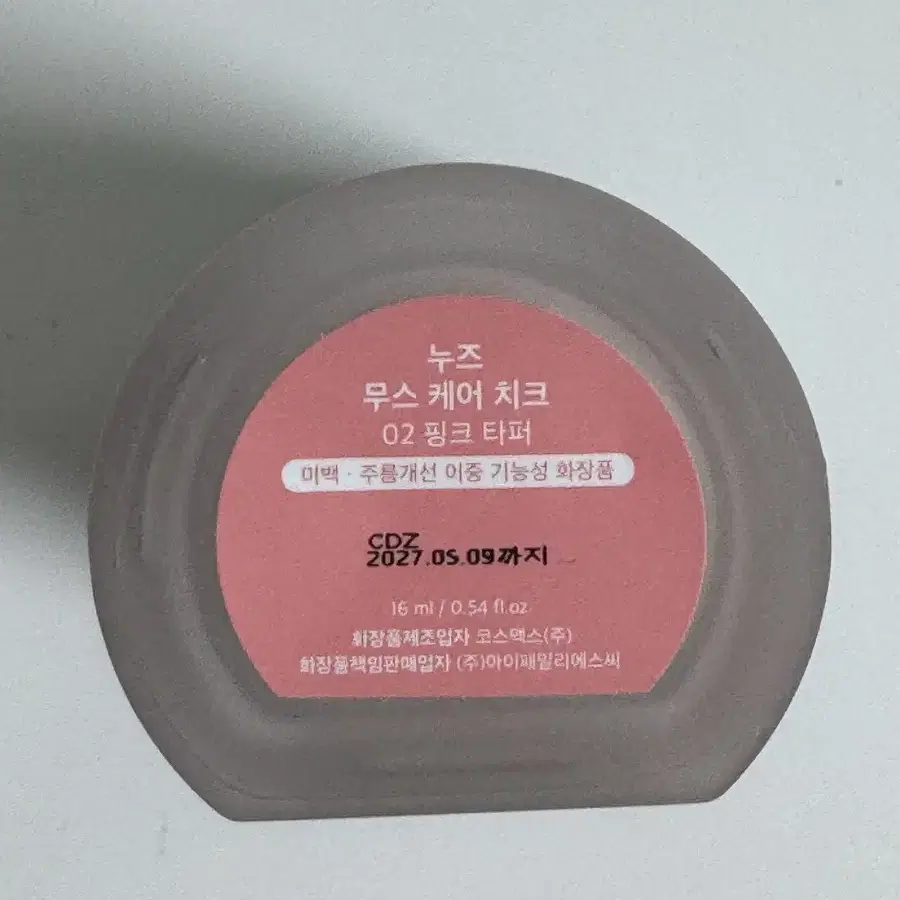 누즈
무스 케어 치크
02 핑크 타퍼
미백 · 주름개선 이중 기능성 화장품
CDZ
2027.05.09까지
16 ml / 0.54 fl.oz
화장품제조업자 코스맥스(주)
화장품책임판매업자 (주)아이패밀리에스씨